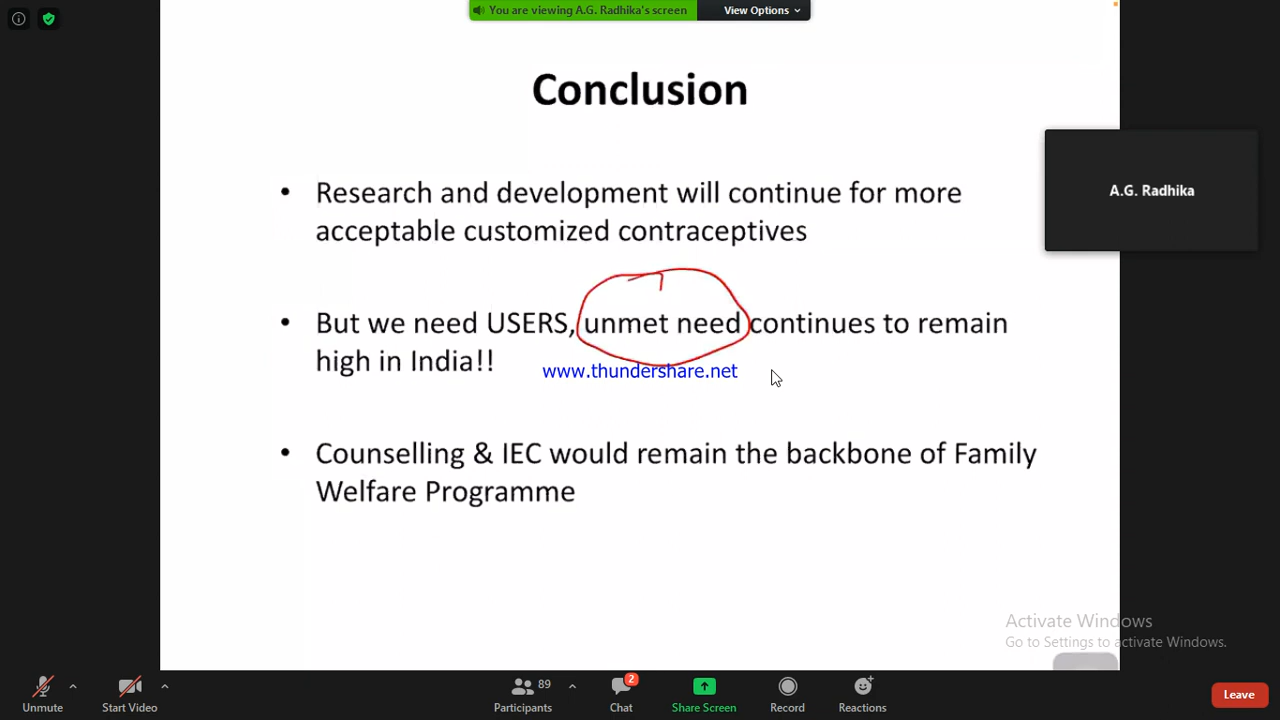 You are viewing A.G. Radhika's screen
View Options
Conclusion
A.G. Radhika
• Research and development will continue for more
acceptable customized contraceptives
• But we need USERS, unmet need continues to remain
high in India!!
www.thundershare.net
• Counselling & IEC would remain the backbone of Family
Welfare Programme
Activate Windows
Go to Settings to activate Windows.
Unmute
Start Video
89
Participants
2
Chat
Share Screen
Record
Reactions
Leave